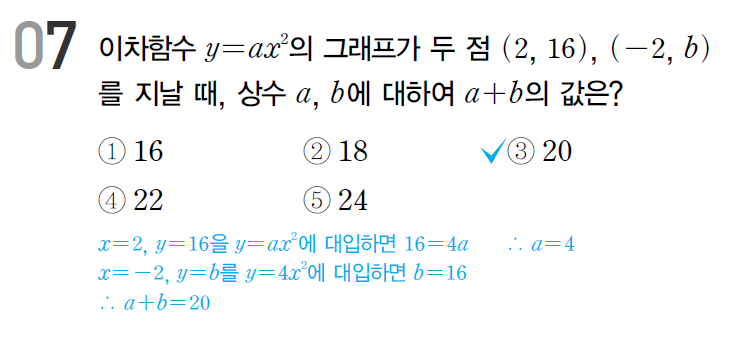 07 이차함수 y=ax²의 그래프가 두 점 (2, 16), (−2, b)
를 지날 때, 상수 a, b에 대하여 a+b의 값은?
① 16 ② 18 ✓③ 20
④ 22 ⑤ 24
x=2, y=16을 y=ax²에 대입하면 16=4a ∴ a=4
x=−2, y=b를 y=4x²에 대입하면 b=16
∴ a+b=20